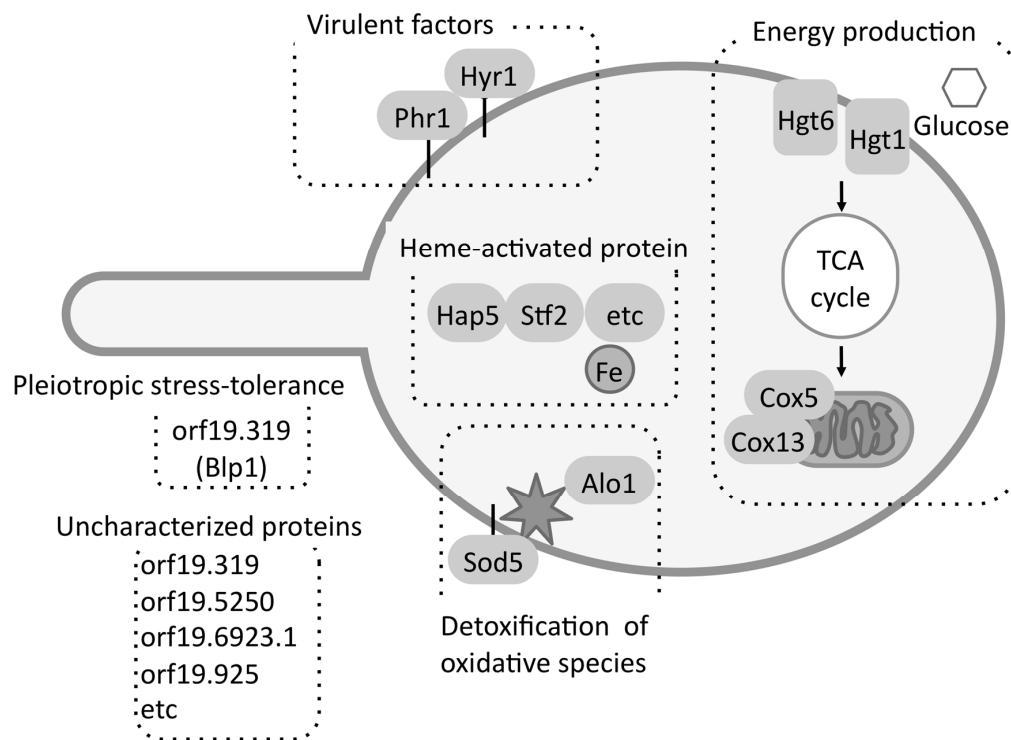 Virulent factors
Hyr1
Phr1
Energy production
Hgt6
Hgt1
Glucose
TCA
cycle
Cox5
Cox13
Heme-activated protein
Hap5
Stf2
etc
Fe
Pleiotropic stress-tolerance
orf19.319
(Blp1)
Uncharacterized proteins
orf19.319
orf19.5250
orf19.6923.1
orf19.925
etc
Alo1
Sod5
Detoxification of
oxidative species